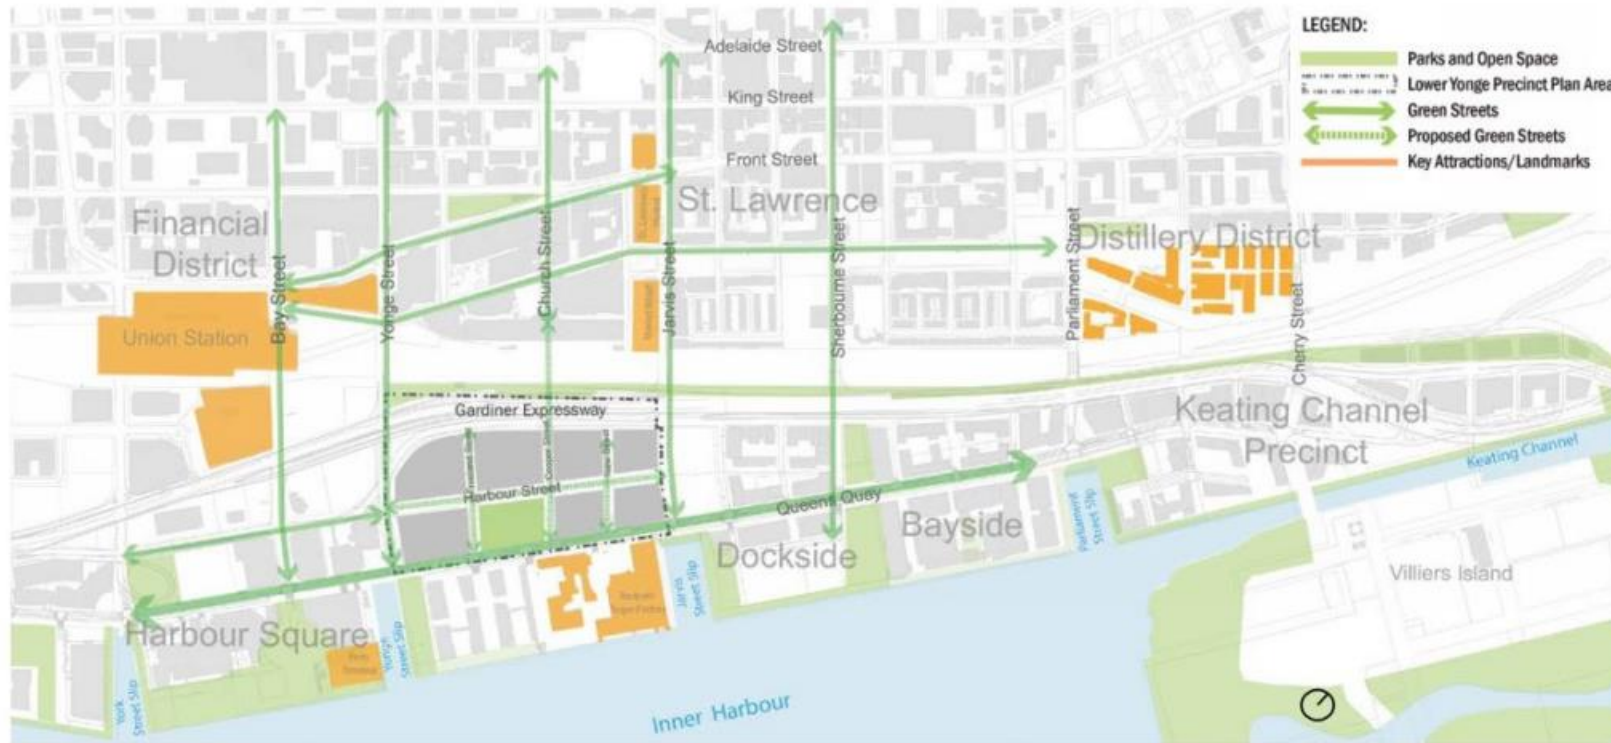 LEGEND:
Parks and Open Space
Lower Yonge Precinct Plan Area
Green Streets
Proposed Green Streets
Key Attractions/Landmarks
Adelaide Street
King Street
Front Street
St. Lawrence
Financial
District
Distillery District
Bay Street
Yonge Street
Church Street
Jarvis Street
Sherbourne Street
Parliament Street
Cherry Street
Union Station
Gardiner Expressway
Keating Channel
Precinct
Keating Channel
Harbour Street
Cooper Street
Queens Quay
Bayside
Dockside
Parliament
Street Slip
Villiers Island
Jarvis
Street Slip
Harbour Square
Yonge
Street Slip
Ferry
Terminal
York
Street Slip
Inner Harbour